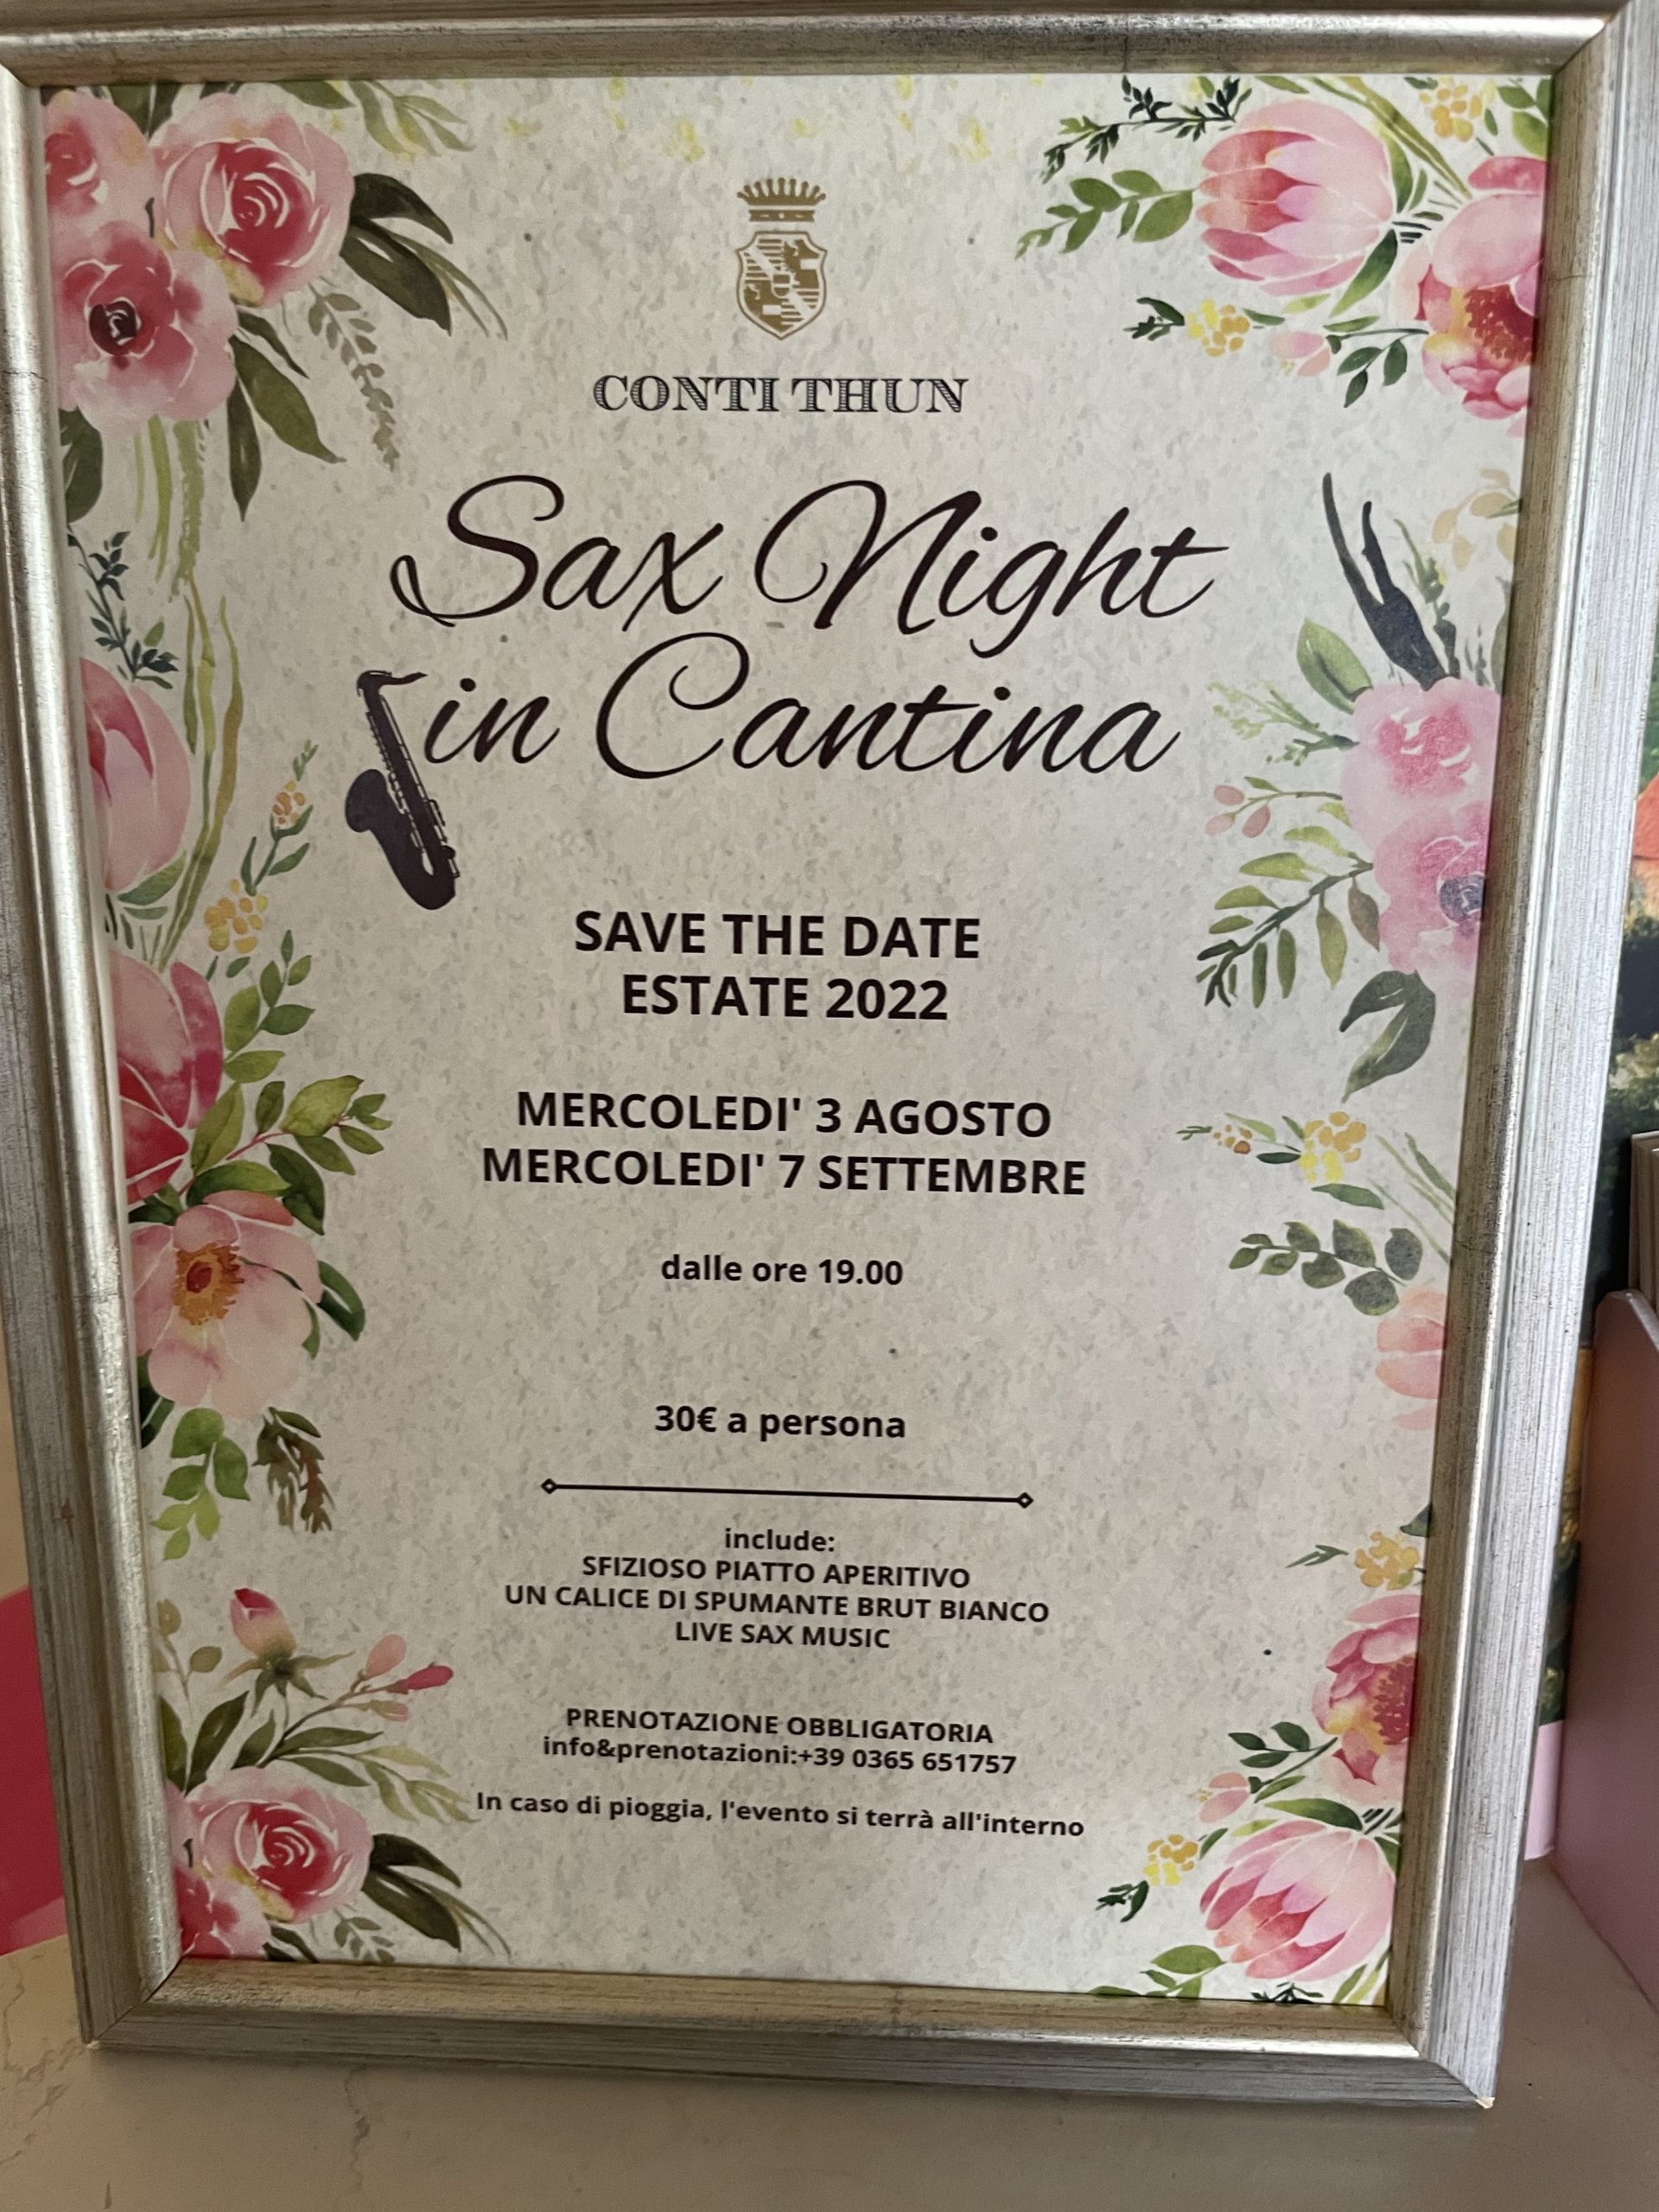 CONTI THUN
Sax Night
in Cantina
SAVE THE DATE
ESTATE 2022
MERCOLEDI' 3 AGOSTO
MERCOLEDI' 7 SETTEMBRE
dalle ore 19.00
30€ a persona
include:
SFIZIOSO PIATTO APERITIVO
UN CALICE DI SPUMANTE BRUT BIANCO
LIVE SAX MUSIC
PRENOTAZIONE OBBLIGATORIA
info&prenotazioni:+39 0365 651757
In caso di pioggia, l'evento si terrà all'interno